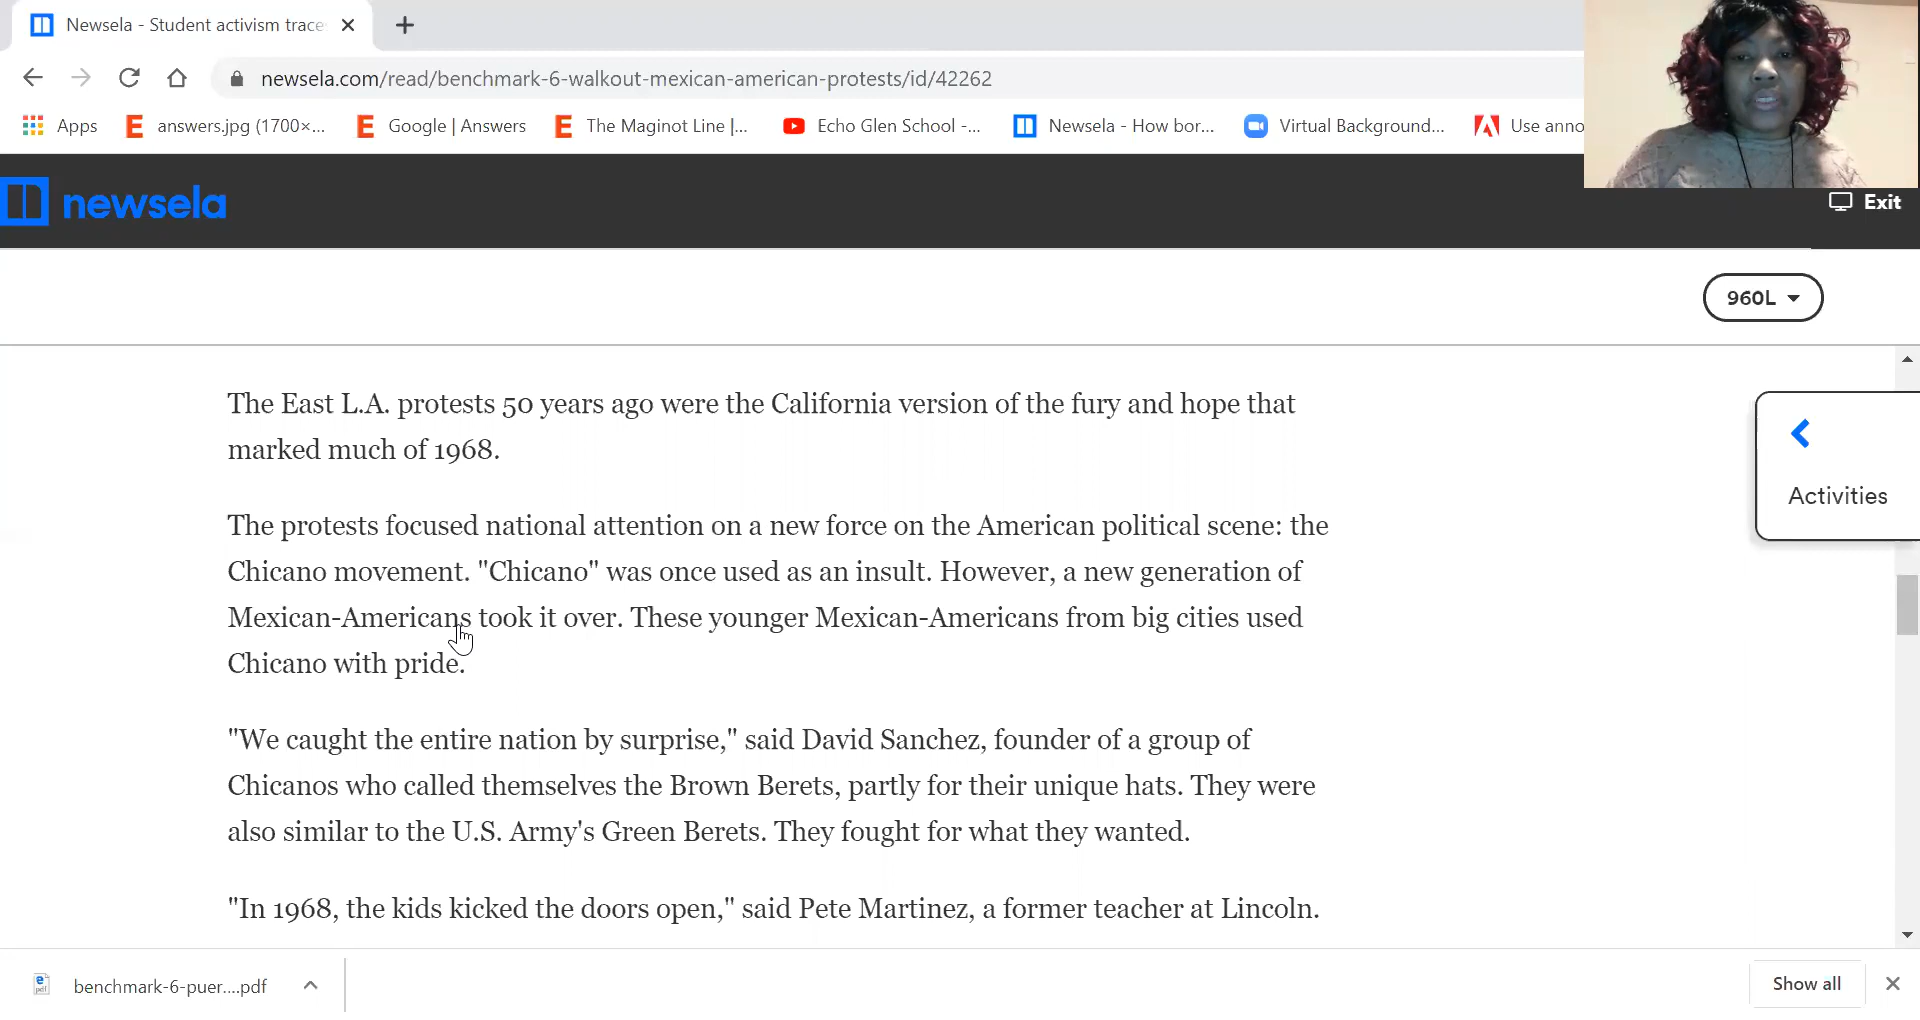 Newsela - Student activism trace
newsela.com/read/benchmark-6-walkout-mexican-american-protests/id/42262
Apps
answers.jpg (1700×...
Google | Answers
The Maginot Line |...
Echo Glen School -...
Newsela - How bor...
Virtual Background...
Use anno
newsela
Exit
960L
The East L.A. protests 50 years ago were the California version of the fury and hope that
marked much of 1968.
Activities
The protests focused national attention on a new force on the American political scene: the
Chicano movement. "Chicano" was once used as an insult. However, a new generation of
Mexican-Americans took it over. These younger Mexican-Americans from big cities used
Chicano with pride.
"We caught the entire nation by surprise," said David Sanchez, founder of a group of
Chicanos who called themselves the Brown Berets, partly for their unique hats. They were
also similar to the U.S. Army's Green Berets. They fought for what they wanted.
"In 1968, the kids kicked the doors open," said Pete Martinez, a former teacher at Lincoln.
benchmark-6-puer....pdf
Show all